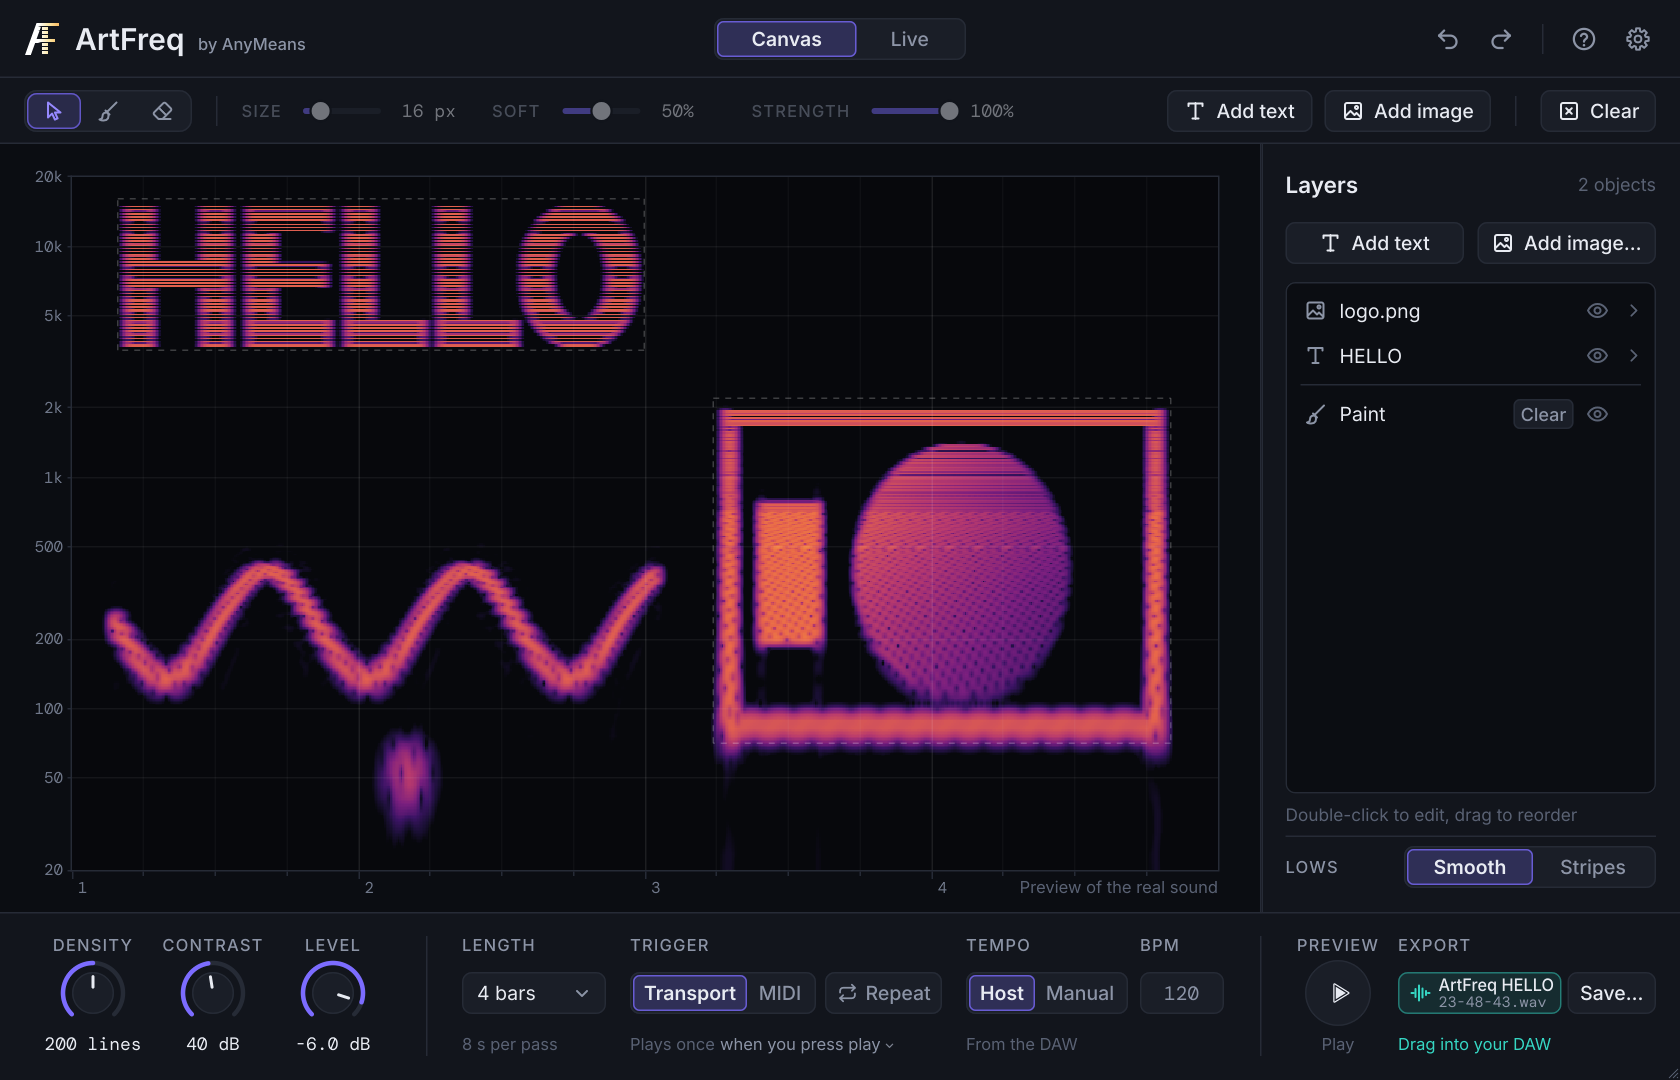 ArtFreq by AnyMeans
Canvas Live
SIZE 16 px SOFT 50% STRENGTH 100%
Add text Add image Clear
20k
10k
5k
2k
1k
500
200
100
50
20
HELLO
1 2 3 4 Preview of the real sound
Layers 2 objects
Add text Add image...
logo.png
HELLO
Paint Clear
Double-click to edit, drag to reorder
LOWS Smooth Stripes
DENSITY CONTRAST LEVEL
200 lines 40 dB -6.0 dB
LENGTH TRIGGER TEMPO BPM
4 bars Transport MIDI Repeat Host Manual 120
8 s per pass Plays once when you press play From the DAW
PREVIEW EXPORT
ArtFreq HELLO
23-48-43.wav
Save...
Play Drag into your DAW